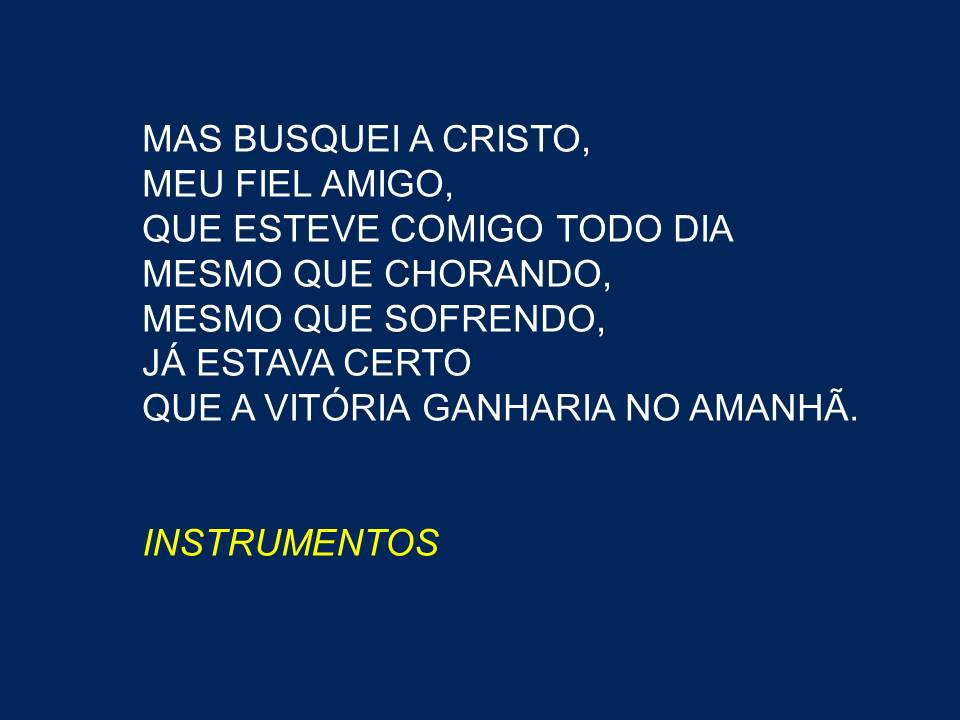 MAS BUSQUEI A CRISTO,
MEU FIEL AMIGO,
QUE ESTEVE COMIGO TODO DIA
MESMO QUE CHORANDO,
MESMO QUE SOFRENDO,
JÁ ESTAVA CERTO
QUE A VITÓRIA GANHARIA NO AMANHÃ.
INSTRUMENTOS